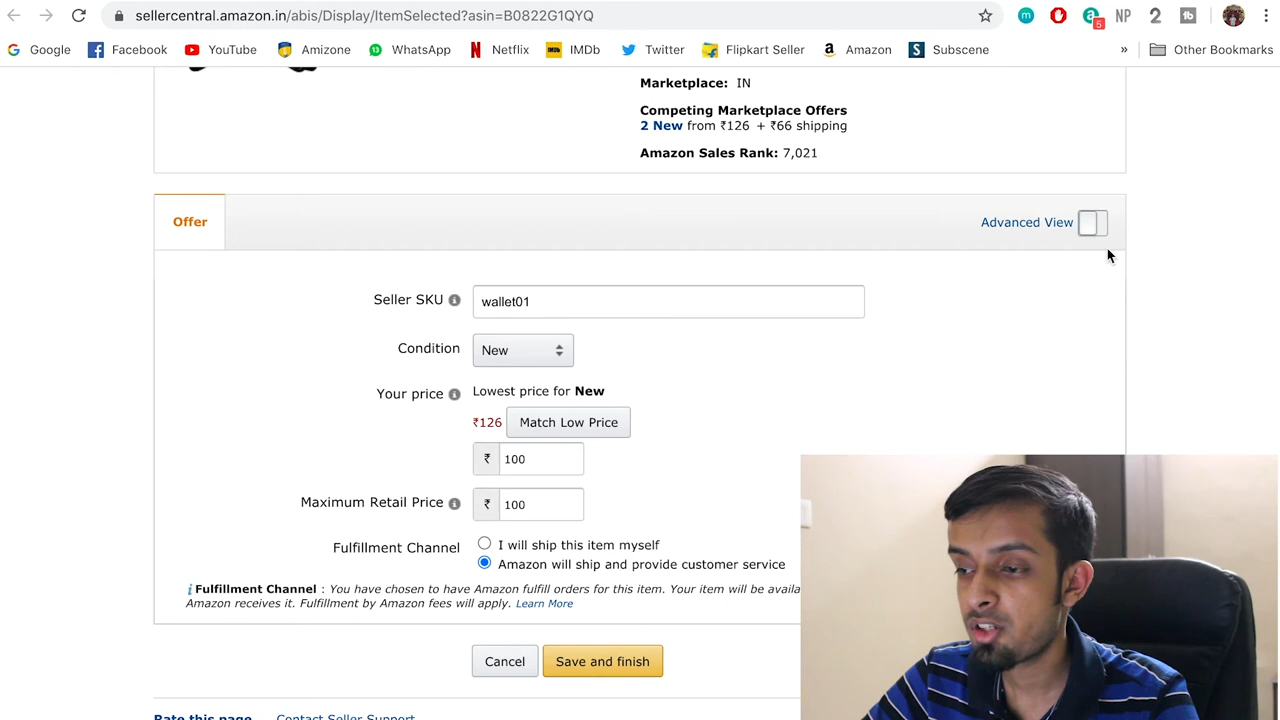 sellercentral.amazon.in/abis/Display/ItemSelected?asin=B0822G1QYQ
m 5 NP 2
Google Facebook YouTube Amizone WhatsApp Netflix IMDb Twitter Flipkart Seller Amazon Subscene » Other Bookmarks
Marketplace: IN
Competing Marketplace Offers
2 New from ₹126 + ₹66 shipping
Amazon Sales Rank: 7,021
Offer
Advanced View
Seller SKU wallet01
Condition New
Your price Lowest price for New
₹126 Match Low Price
₹ 100
Maximum Retail Price ₹ 100
Fulfillment Channel I will ship this item myself
Amazon will ship and provide customer service
Fulfillment Channel : You have chosen to have Amazon fulfill orders for this item. Your item will be availa
Amazon receives it. Fulfillment by Amazon fees will apply. Learn More
Cancel Save and finish
Rate this page Contact Seller Support